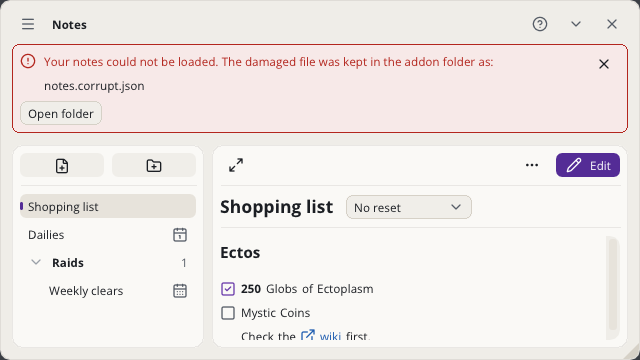 Notes
Your notes could not be loaded. The damaged file was kept in the addon folder as:
notes.corrupt.json
Open folder
Edit
Shopping list
Dailies
Raids 1
Weekly clears
Shopping list No reset
Ectos
250 Globs of Ectoplasm
Mystic Coins
Check the wiki first.